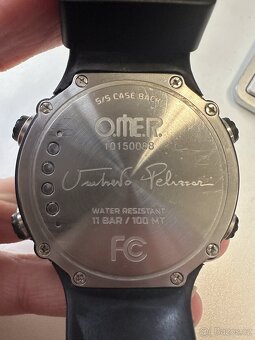 S/S CASE BACK
O.ME.R.
10150088
Umberto Pelizzari
WATER RESISTANT
11 BAR / 100 MT
FC